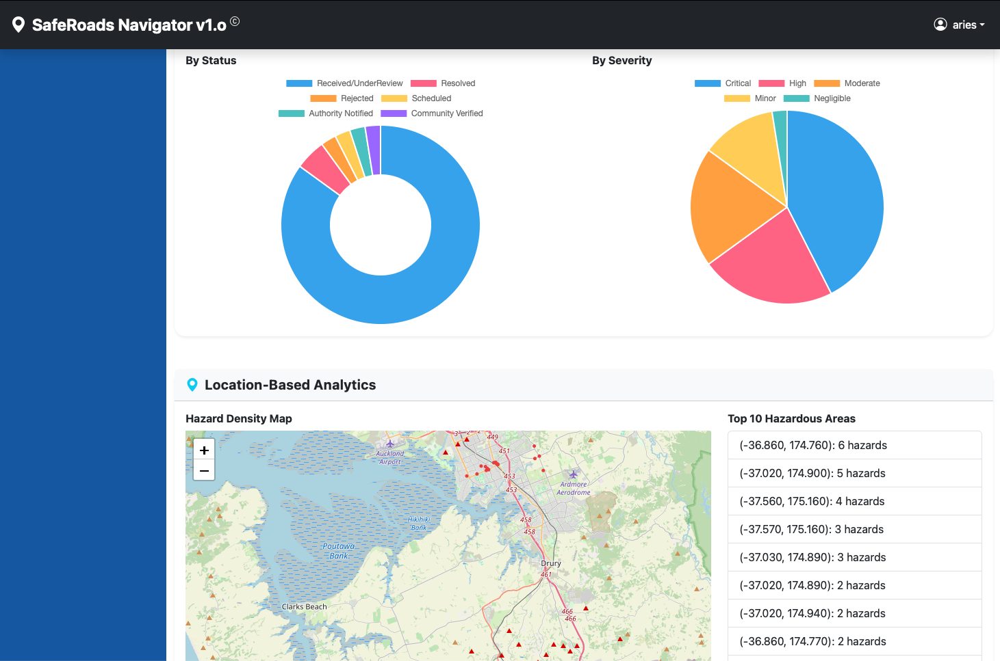 SafeRoads Navigator v1.o ©
aries
By Status
Received/UnderReview Resolved
Rejected Scheduled
Authority Notified Community Verified
By Severity
Critical High Moderate
Minor Negligible
Location-Based Analytics
Hazard Density Map
+
−
Auckland
Airport
449
451
453
453
Ardmore
Aerodrome
458
458
Hikihiki
Bank
Poutawa
Bank
Drury
461
Clarks Beach
466
466
Top 10 Hazardous Areas
(-36.860, 174.760): 6 hazards
(-37.020, 174.900): 5 hazards
(-37.560, 175.160): 4 hazards
(-37.570, 175.160): 3 hazards
(-37.030, 174.890): 3 hazards
(-37.020, 174.890): 2 hazards
(-37.020, 174.940): 2 hazards
(-36.860, 174.770): 2 hazards